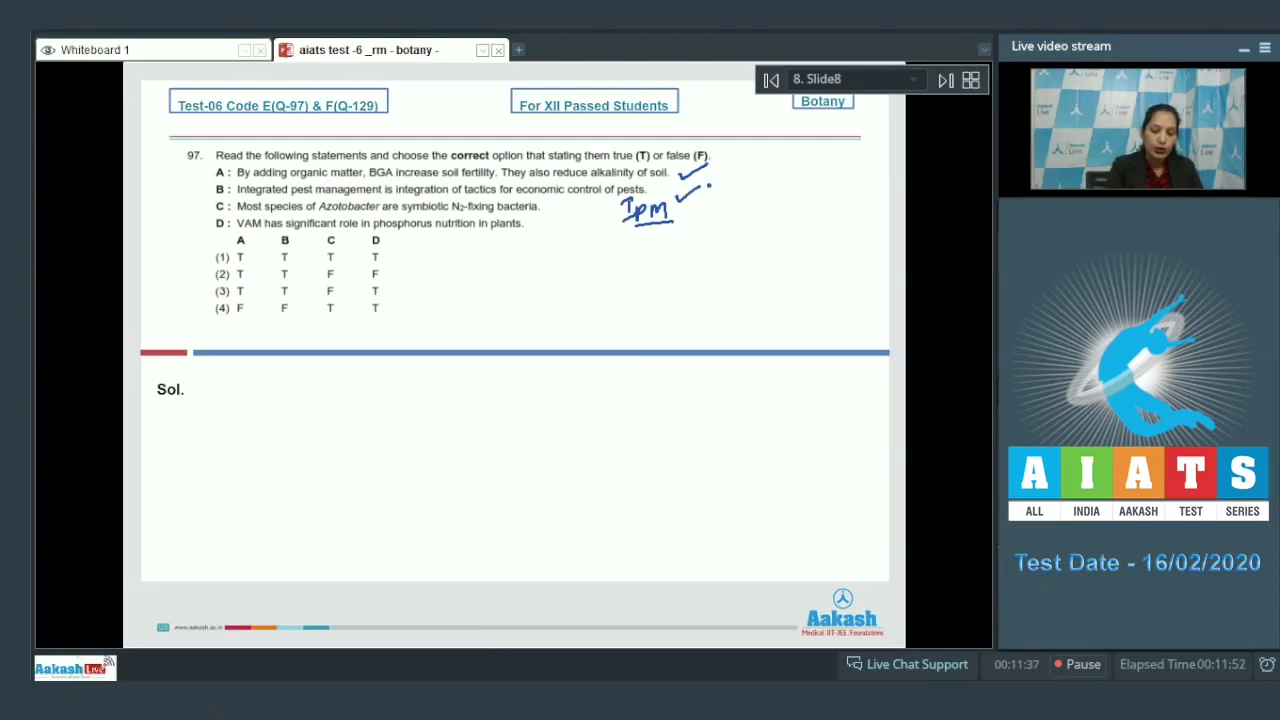 Whiteboard 1
aiats test -6 _rm - botany -
Live video stream
8. Slide8
Test-06 Code E(Q-97) & F(Q-129)
For XII Passed Students
Botany
97. Read the following statements and choose the correct option that stating them true (T) or false (F).
A : By adding organic matter, BGA increase soil fertility. They also reduce alkalinity of soil.
B : Integrated pest management is integration of tactics for economic control of pests.
C : Most species of Azotobacter are symbiotic N₂-fixing bacteria.
IPM
D : VAM has significant role in phosphorus nutrition in plants.
A B C D
(1) T T T T
(2) T T F F
(3) T T F T
(4) F F T T
Sol.
AIATS
ALL INDIA AAKASH TEST SERIES
Test Date - 16/02/2020
www.aakash.ac.in
Aakash
Medical|IIT-JEE|Foundations
Aakash Live
Live Chat Support
00:11:37
Pause
Elapsed Time 00:11:52